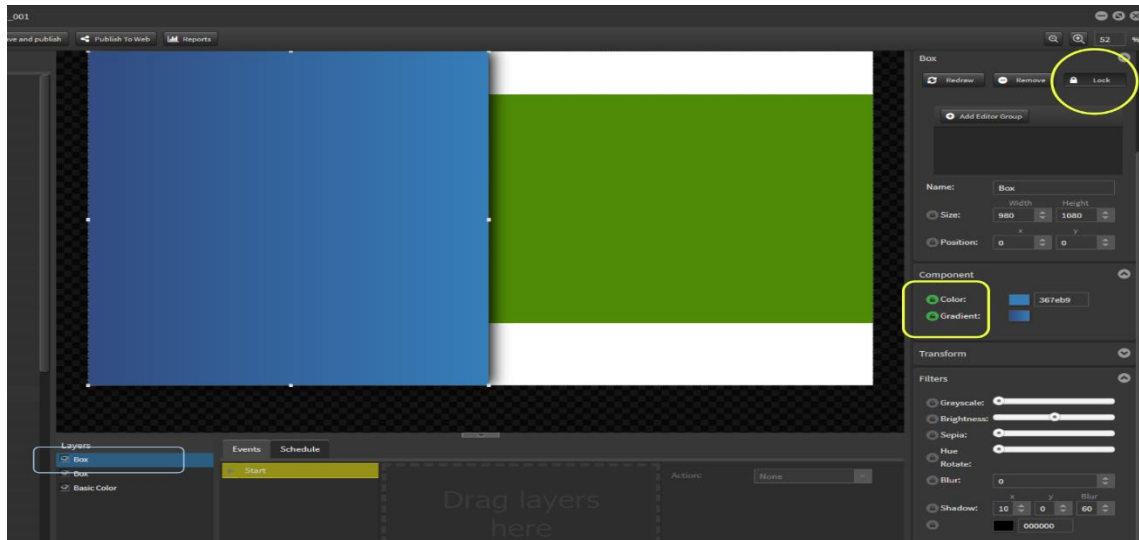 _001
ve and publish Publish To Web Reports 52 %
Box
Redraw Remove Lock
Add Editor Group
Name: Box
Width Height
Size: 980 1080
x y
Position: 0 0
Component
Color: 367eb9
Gradient:
Transform
Filters
Grayscale:
Brightness:
Sepia:
Hue
Rotate:
Blur: 0
x y Blur
Shadow: 10 0 60
000000
Layers
Box
Box
Basic Color
Events Schedule
Start
Drag layers
here
Action: None